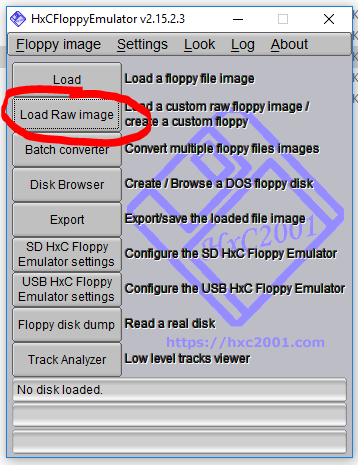 HxCFloppyEmulator v2.15.2.3
Floppy image Settings Look Log About
Load Load a floppy file image
Load Raw image Load a custom raw floppy image /
create a custom floppy
Batch converter Convert multiple floppy files images
Disk Browser Create / Browse a DOS floppy disk
Export Export/save the loaded file image
SD HxC Floppy
Emulator settings Configure the SD HxC Floppy Emulator
USB HxC Floppy
Emulator settings Configure the USB HxC Floppy Emulator
Floppy disk dump Read a real disk
Track Analyzer Low level tracks viewer
HxC2001
https://hxc2001.com
No disk loaded.